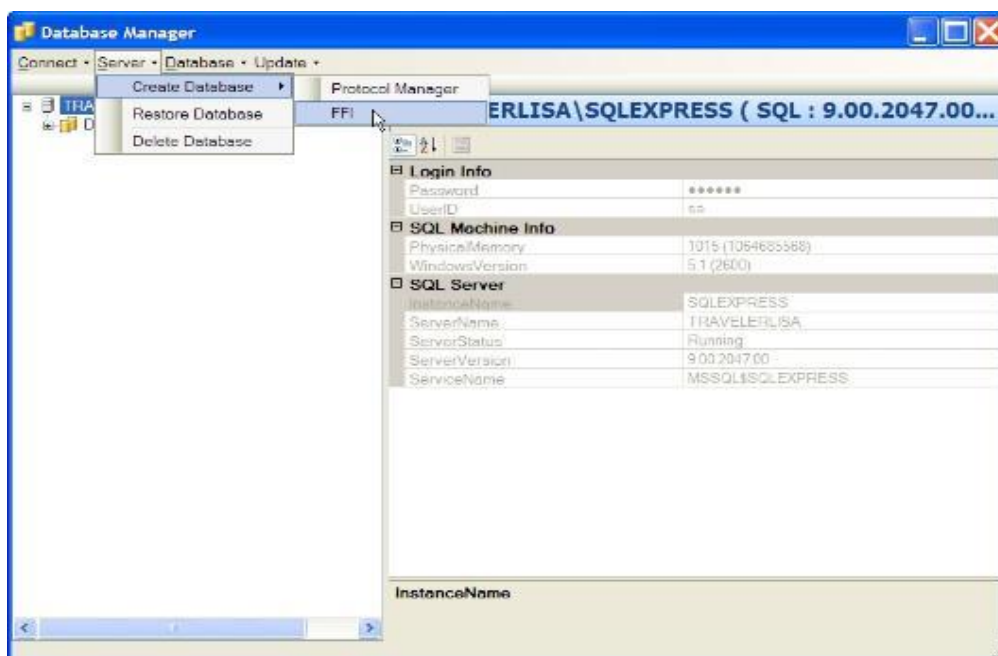 Database Manager
Connect Server Database Update
Create Database
Restore Database
Delete Database
Protocol Manager
FFI
TRA
D
ERLISA\SQLEXPRESS ( SQL : 9.00.2047.00...
Login Info
Password ●●●●●●
UserID sa
SQL Machine Info
PhysicalMemory 1015 (1064685568)
WindowsVersion 5.1 (2600)
SQL Server
InstanceName SQLEXPRESS
ServerName TRAVELERLISA
ServerStatus Running
ServerVersion 9.00.2047.00
ServiceName MSSQL$SQLEXPRESS
InstanceName